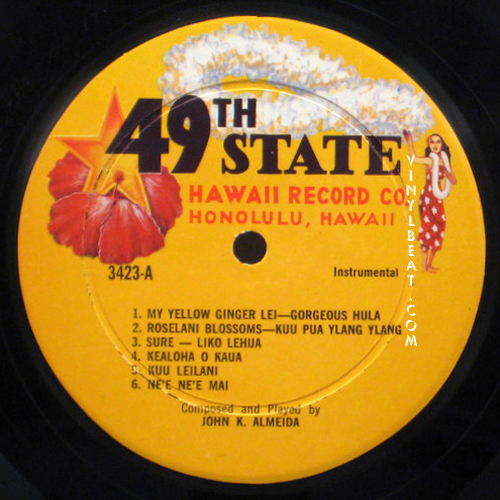 49TH
STATE
HAWAII RECORD CO.
HONOLULU, HAWAII
3423-A
Instrumental
1. MY YELLOW GINGER LEI—GORGEOUS HULA
2. ROSELANI BLOSSOMS—KUU PUA YLANG YLANG
3. SURE — LIKO LEHUA
4. KEALOHA O KAUA
5. KUU LEILANI
6. NE'E NE'E MAI
Composed and Played by
JOHN K. ALMEIDA
VINYLBEAT.COM